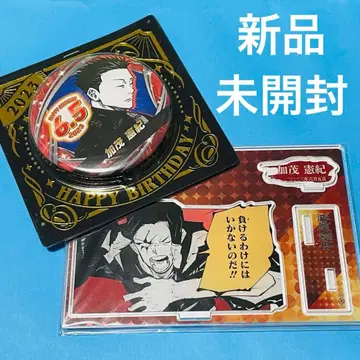 新品
未開封
2023
6.5
加茂 憲紀
HAPPY BIRTHDAY
加茂 憲紀
負けるわけには
いかないのだ!!